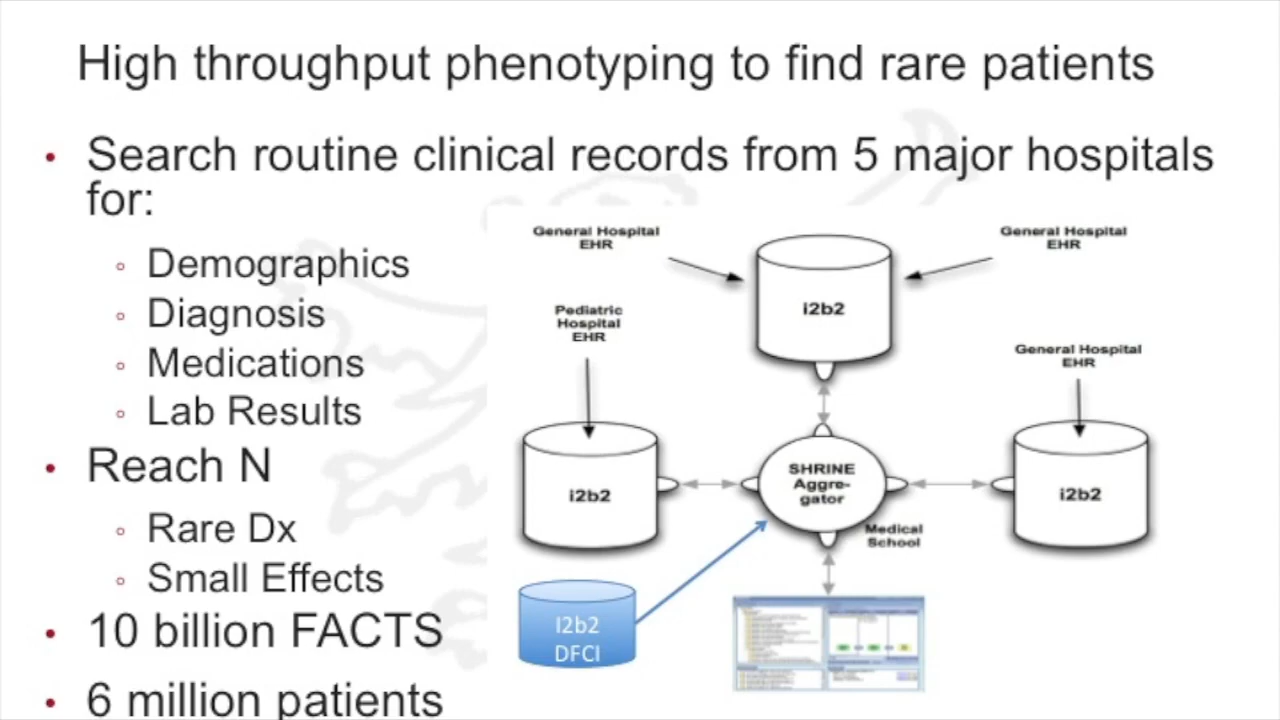 High throughput phenotyping to find rare patients
• Search routine clinical records from 5 major hospitals
for:
◦ Demographics
◦ Diagnosis
◦ Medications
◦ Lab Results
• Reach N
◦ Rare Dx
◦ Small Effects
• 10 billion FACTS
• 6 million patients
General Hospital
EHR
General Hospital
EHR
i2b2
Pediatric
Hospital
EHR
General Hospital
EHR
i2b2
SHRINE
Aggre-
gator
i2b2
Medical
School
I2b2
DFCI